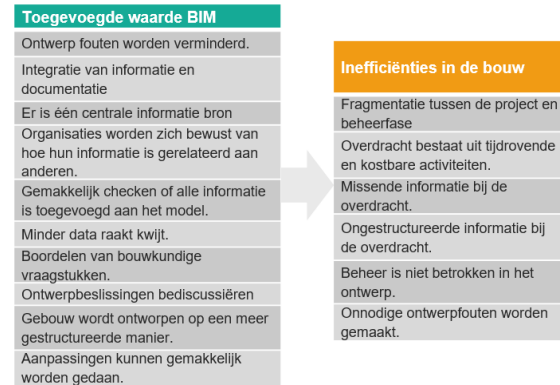 Toegevoegde waarde BIM
Ontwerp fouten worden verminderd.
Integratie van informatie en
documentatie
Er is één centrale informatie bron
Organisaties worden zich bewust van
hoe hun informatie is gerelateerd aan
anderen.
Gemakkelijk checken of alle informatie
is toegevoegd aan het model.
Minder data raakt kwijt.
Boordelen van bouwkundige
vraagstukken.
Ontwerpbeslissingen bediscussiëren
Gebouw wordt ontworpen op een meer
gestructureerde manier.
Aanpassingen kunnen gemakkelijk
worden gedaan.
Inefficiënties in de bouw
Fragmentatie tussen de project en
beheerfase
Overdracht bestaat uit tijdrovende
en kostbare activiteiten.
Missende informatie bij de
overdracht.
Ongestructureerde informatie bij
de overdracht.
Beheer is niet betrokken in het
ontwerp.
Onnodige ontwerpfouten worden
gemaakt.